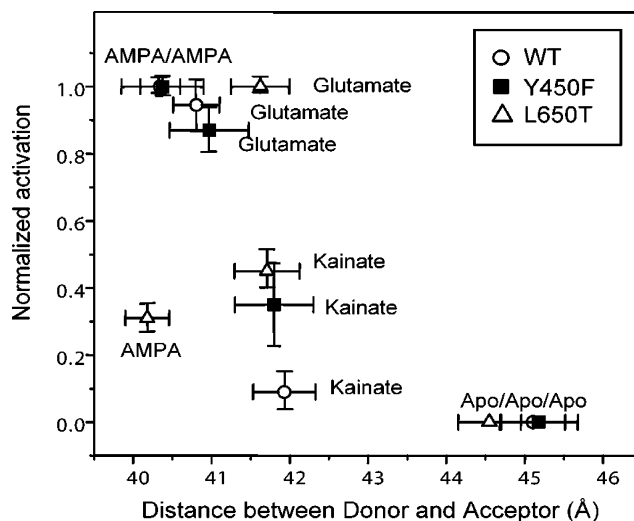 AMPA/AMPA
WT
Y450F
L650T
Glutamate
Glutamate
Glutamate
Kainate
Kainate
Kainate
AMPA
Apo/Apo/Apo
Normalized activation
1.0
0.8
0.6
0.4
0.2
0.0
40 41 42 43 44 45 46
Distance between Donor and Acceptor (Å)